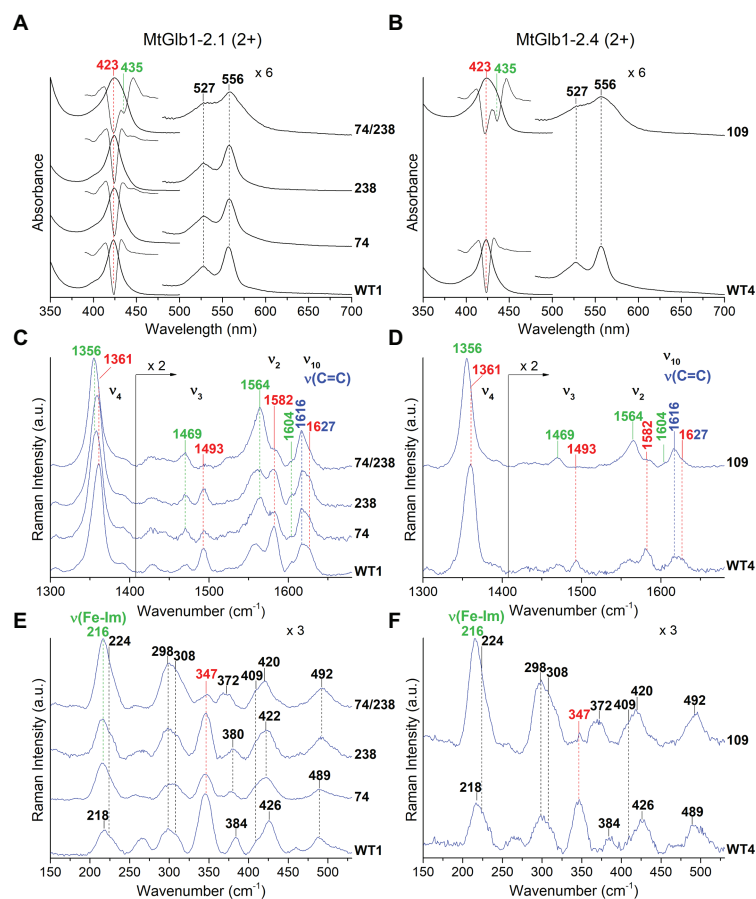 A
MtGlb1-2.1 (2+)
423
435
x 6
527
556
74/238
238
74
WT1
Absorbance
350 400 450 500 550 600 650 700
Wavelength (nm)
B
MtGlb1-2.4 (2+)
423
435
x 6
527
556
109
WT4
Absorbance
350 400 450 500 550 600 650 700
Wavelength (nm)
C
1356
1361
ν4
x 2
ν3
1469
1493
ν2
1564
1582
1604
ν10
ν(C=C)
1616
1627
74/238
238
74
WT1
Raman Intensity (a.u.)
1300 1400 1500 1600
Wavenumber (cm-1)
D
1356
1361
ν4
x 2
ν3
1469
1493
ν2
1564
1582
1604
ν10
ν(C=C)
1616
1627
109
WT4
Raman Intensity (a.u.)
1300 1400 1500 1600
Wavenumber (cm-1)
E
ν(Fe-Im)
216
224
x 3
298
308
347
372
409
420
492
74/238
380
422
238
74
218
384
426
489
WT1
Raman Intensity (a.u.)
150 200 250 300 350 400 450 500
Wavenumber (cm-1)
F
ν(Fe-Im)
216
224
x 3
298
308
347
372
409
420
492
109
218
384
426
489
WT4
Raman Intensity (a.u.)
150 200 250 300 350 400 450 500
Wavenumber (cm-1)